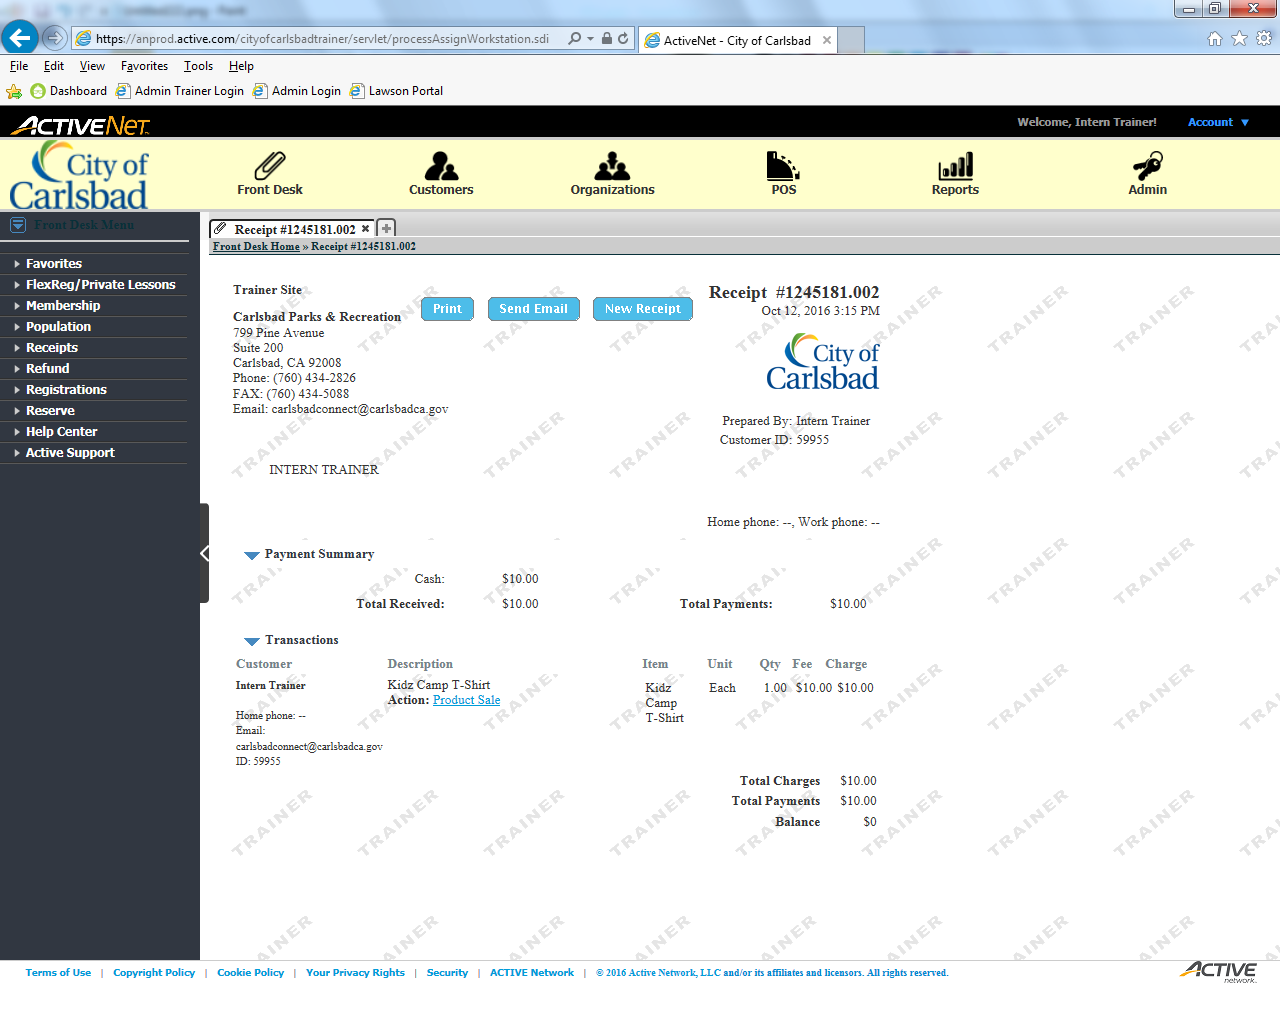 https://anprod.active.com/cityofcarlsbadtrainer/servlet/processAssignWorkstation.sdi
ActiveNet - City of Carlsbad
File Edit View Favorites Tools Help
Dashboard Admin Trainer Login Admin Login Lawson Portal
ACTIVENET
Welcome, Intern Trainer! Account
City of
Carlsbad
Front Desk Customers Organizations POS Reports Admin
Front Desk Menu
Favorites
FlexReg/Private Lessons
Membership
Population
Receipts
Refund
Registrations
Reserve
Help Center
Active Support
Receipt #1245181.002
Front Desk Home » Receipt #1245181.002
Trainer Site
Carlsbad Parks & Recreation
799 Pine Avenue
Suite 200
Carlsbad, CA 92008
Phone: (760) 434-2826
FAX: (760) 434-5088
Email: carlsbadconnect@carlsbadca.gov
Print Send Email New Receipt
Receipt #1245181.002
Oct 12, 2016 3:15 PM
City of
Carlsbad
Prepared By: Intern Trainer
Customer ID: 59955
INTERN TRAINER
Home phone: --, Work phone: --
Payment Summary
Cash: $10.00
Total Received: $10.00 Total Payments: $10.00
Transactions
Customer Description Item Unit Qty Fee Charge
Intern Trainer
Home phone: --
Email:
carlsbadconnect@carlsbadca.gov
ID: 59955
Kidz Camp T-Shirt
Action: Product Sale
Kidz
Camp
T-Shirt
Each 1.00 $10.00 $10.00
Total Charges $10.00
Total Payments $10.00
Balance $0
TRAINER
Terms of Use | Copyright Policy | Cookie Policy | Your Privacy Rights | Security | ACTIVE Network | © 2016 Active Network, LLC and/or its affiliates and licensors. All rights reserved.
ACTIVE
network